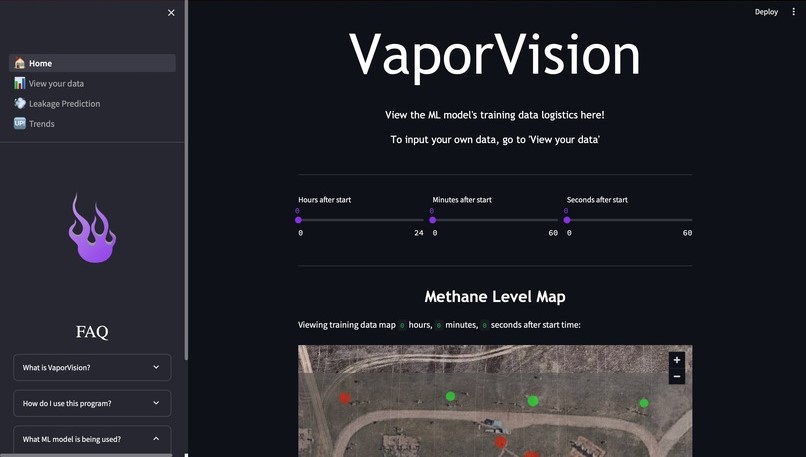 Deploy
Home
View your data
Leakage Prediction
UP! Trends
FAQ
What is VaporVision?
How do I use this program?
What ML model is being used?
VaporVision
View the ML model's training data logistics here!
To input your own data, go to 'View your data'
Hours after start
0
0 24
Minutes after start
0
0 60
Seconds after start
0
0 60
Methane Level Map
Viewing training data map 0 hours, 0 minutes, 0 seconds after start time:
+
−